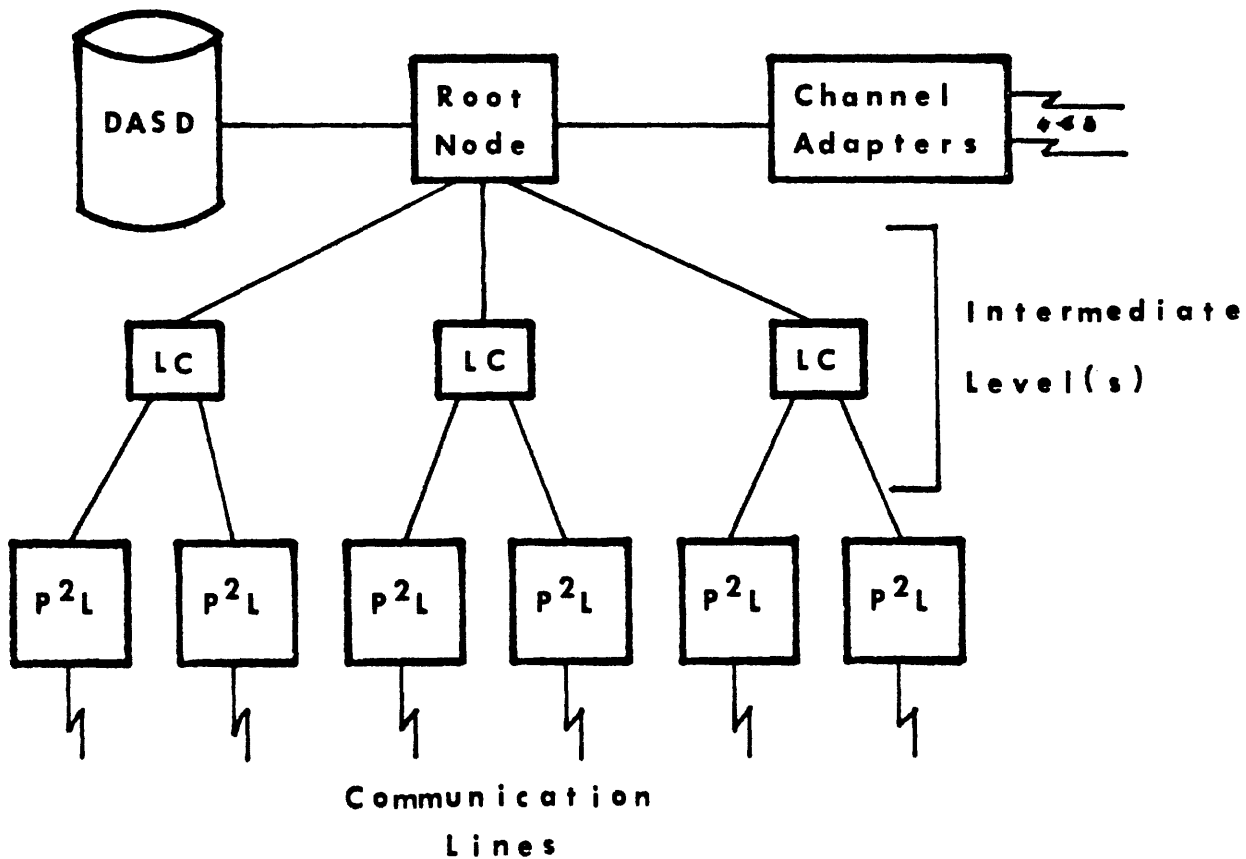 DASD
Root
Node
Channel
Adapters
Intermediate
Level(s)
LC
LC
LC
P²L
P²L
P²L
P²L
P²L
P²L
Communication
Lines